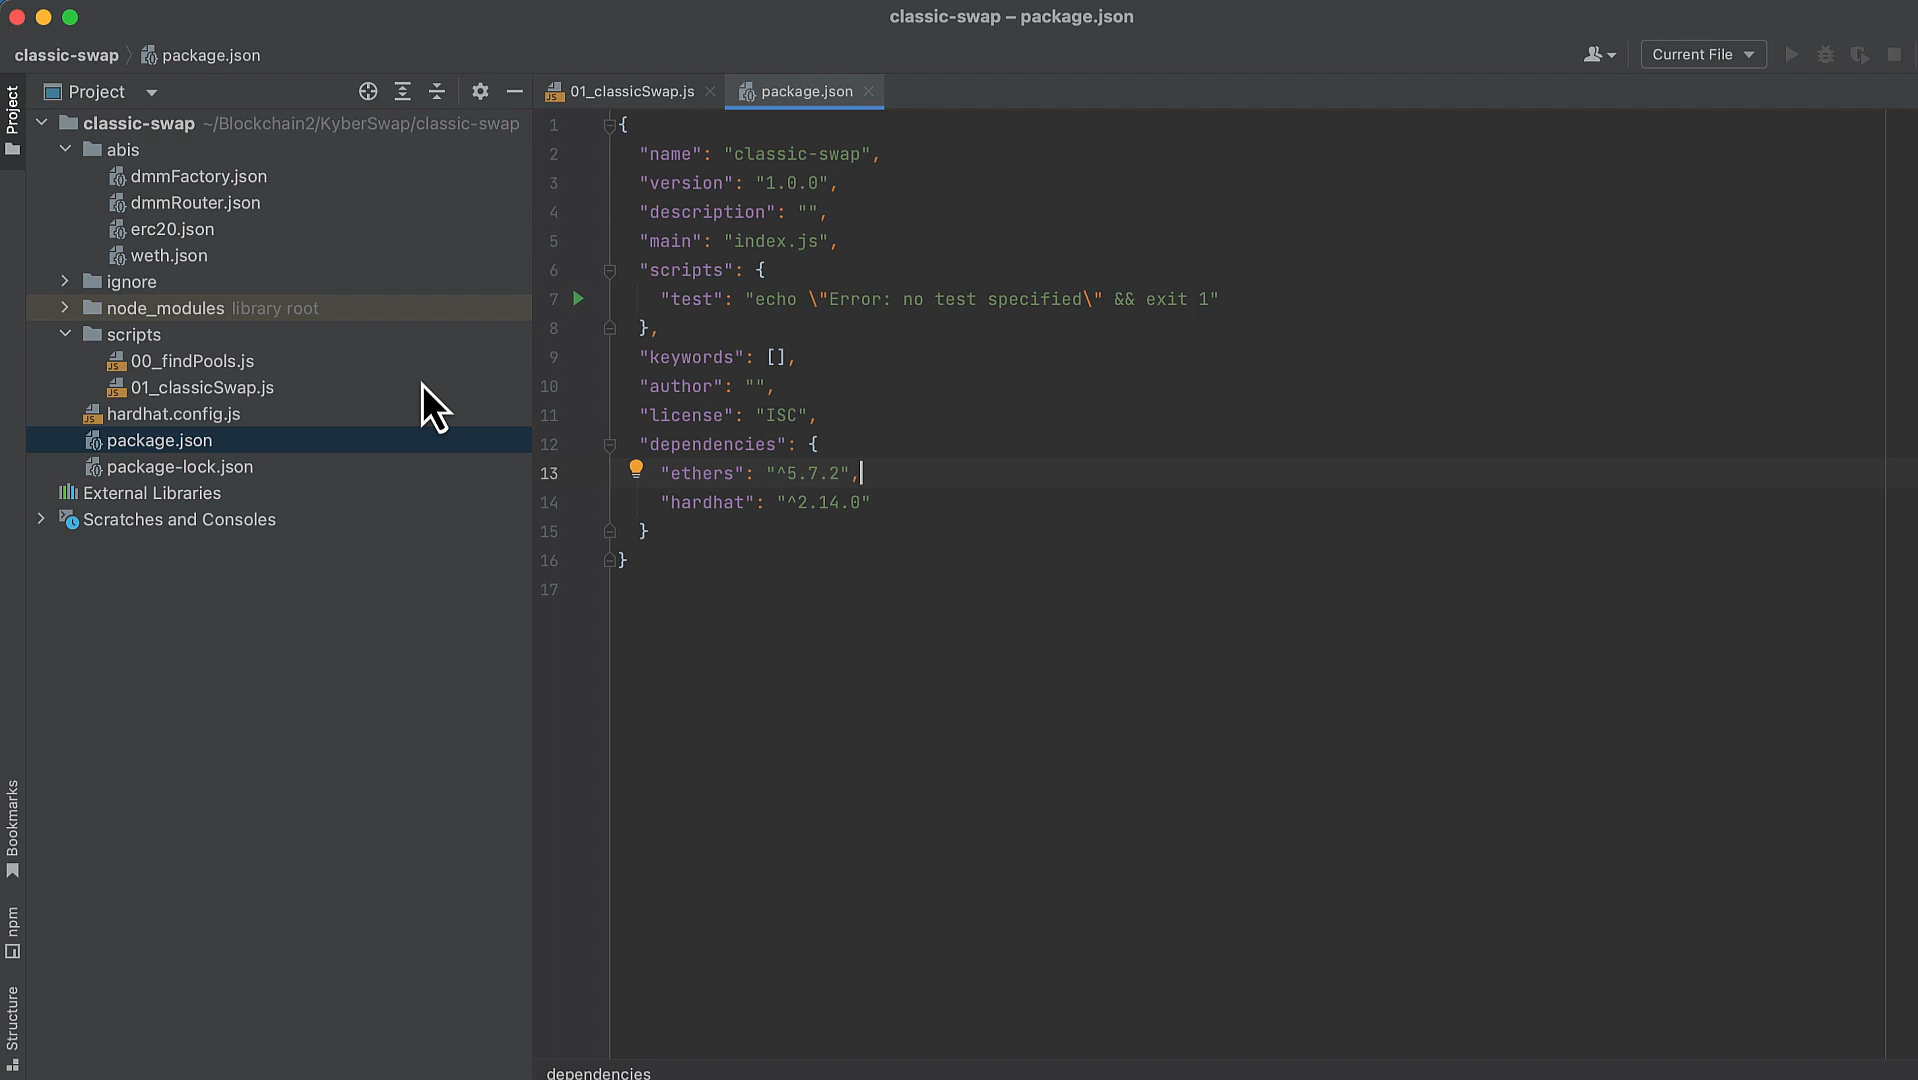 classic-swap – package.json
classic-swap
package.json
Current File
Project
Project
classic-swap ~/Blockchain2/KyberSwap/classic-swap
abis
dmmFactory.json
dmmRouter.json
erc20.json
weth.json
ignore
node_modules library root
scripts
00_findPools.js
01_classicSwap.js
hardhat.config.js
package.json
package-lock.json
External Libraries
Scratches and Consoles
Bookmarks
npm
Structure
01_classicSwap.js
package.json
1 {
2 "name": "classic-swap",
3 "version": "1.0.0",
4 "description": "",
5 "main": "index.js",
6 "scripts": {
7 "test": "echo \"Error: no test specified\" && exit 1"
8 },
9 "keywords": [],
10 "author": "",
11 "license": "ISC",
12 "dependencies": {
13 "ethers": "^5.7.2",
14 "hardhat": "^2.14.0"
15 }
16 }
17
dependencies